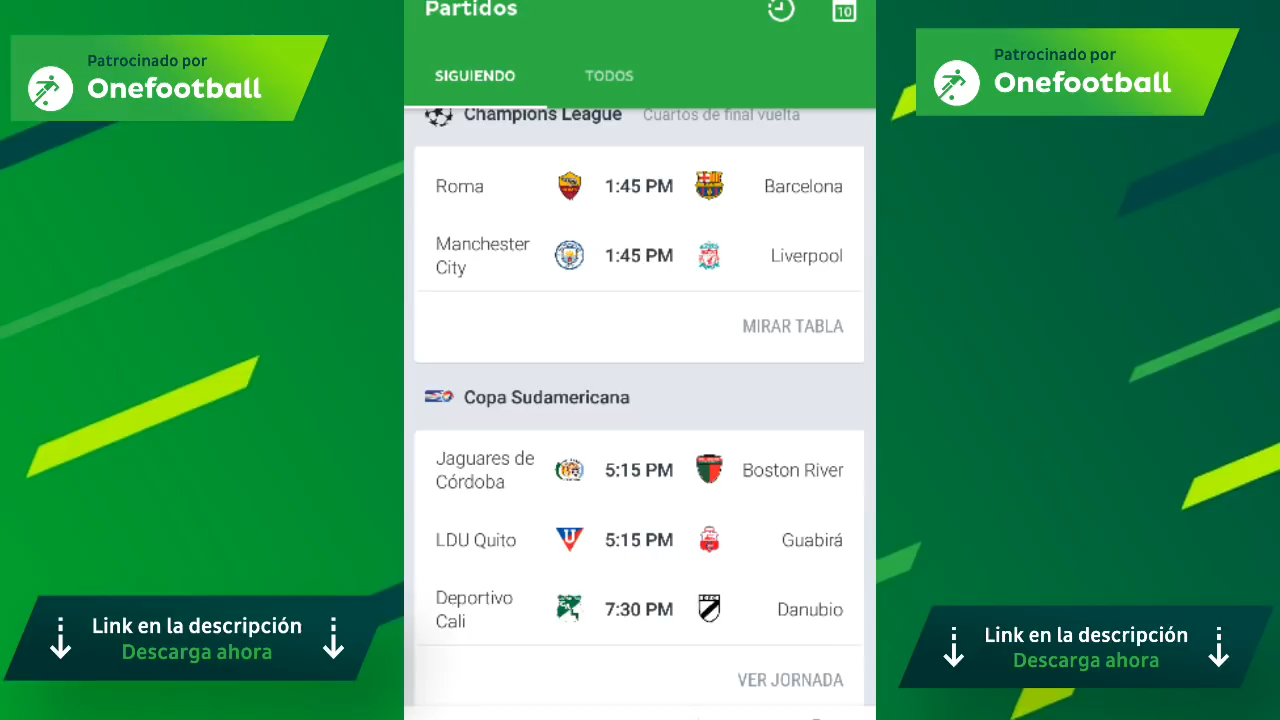 Patrocinado por
Onefootball
Link en la descripción
Descarga ahora
Partidos
10
SIGUIENDO TODOS
Champions League Cuartos de final vuelta
Roma 1:45 PM Barcelona
Manchester
City 1:45 PM Liverpool
MIRAR TABLA
Copa Sudamericana
Jaguares de
Córdoba 5:15 PM Boston River
LDU Quito 5:15 PM Guabirá
Deportivo
Cali 7:30 PM Danubio
VER JORNADA
Patrocinado por
Onefootball
Link en la descripción
Descarga ahora